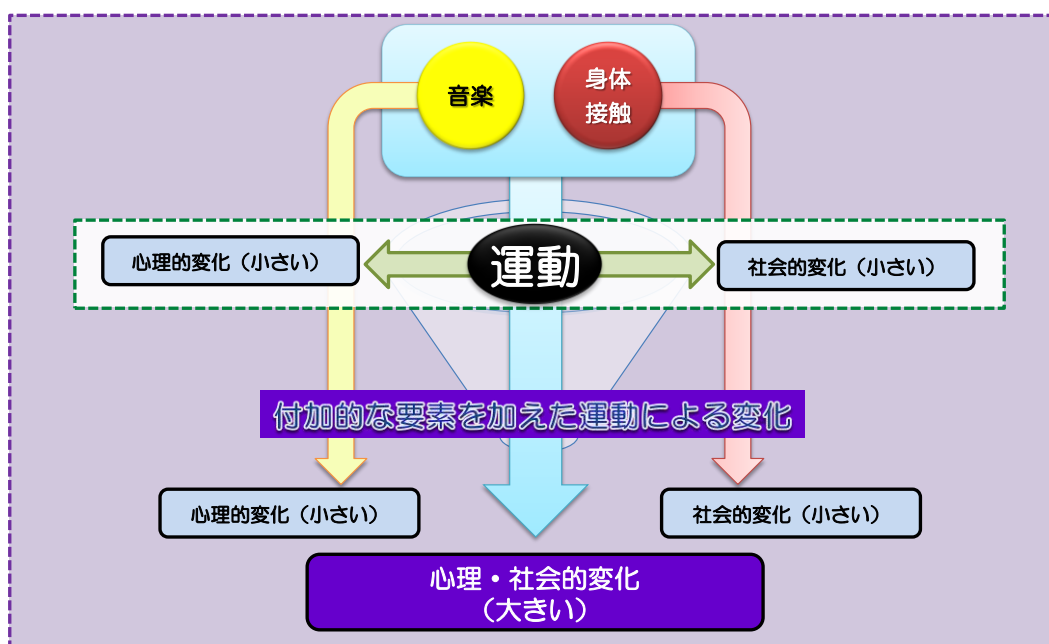 音楽
身体
接触
心理的変化（小さい）
運動
社会的変化（小さい）
付加的な要素を加えた運動による変化
心理的変化（小さい）
社会的変化（小さい）
心理・社会的変化
（大きい）